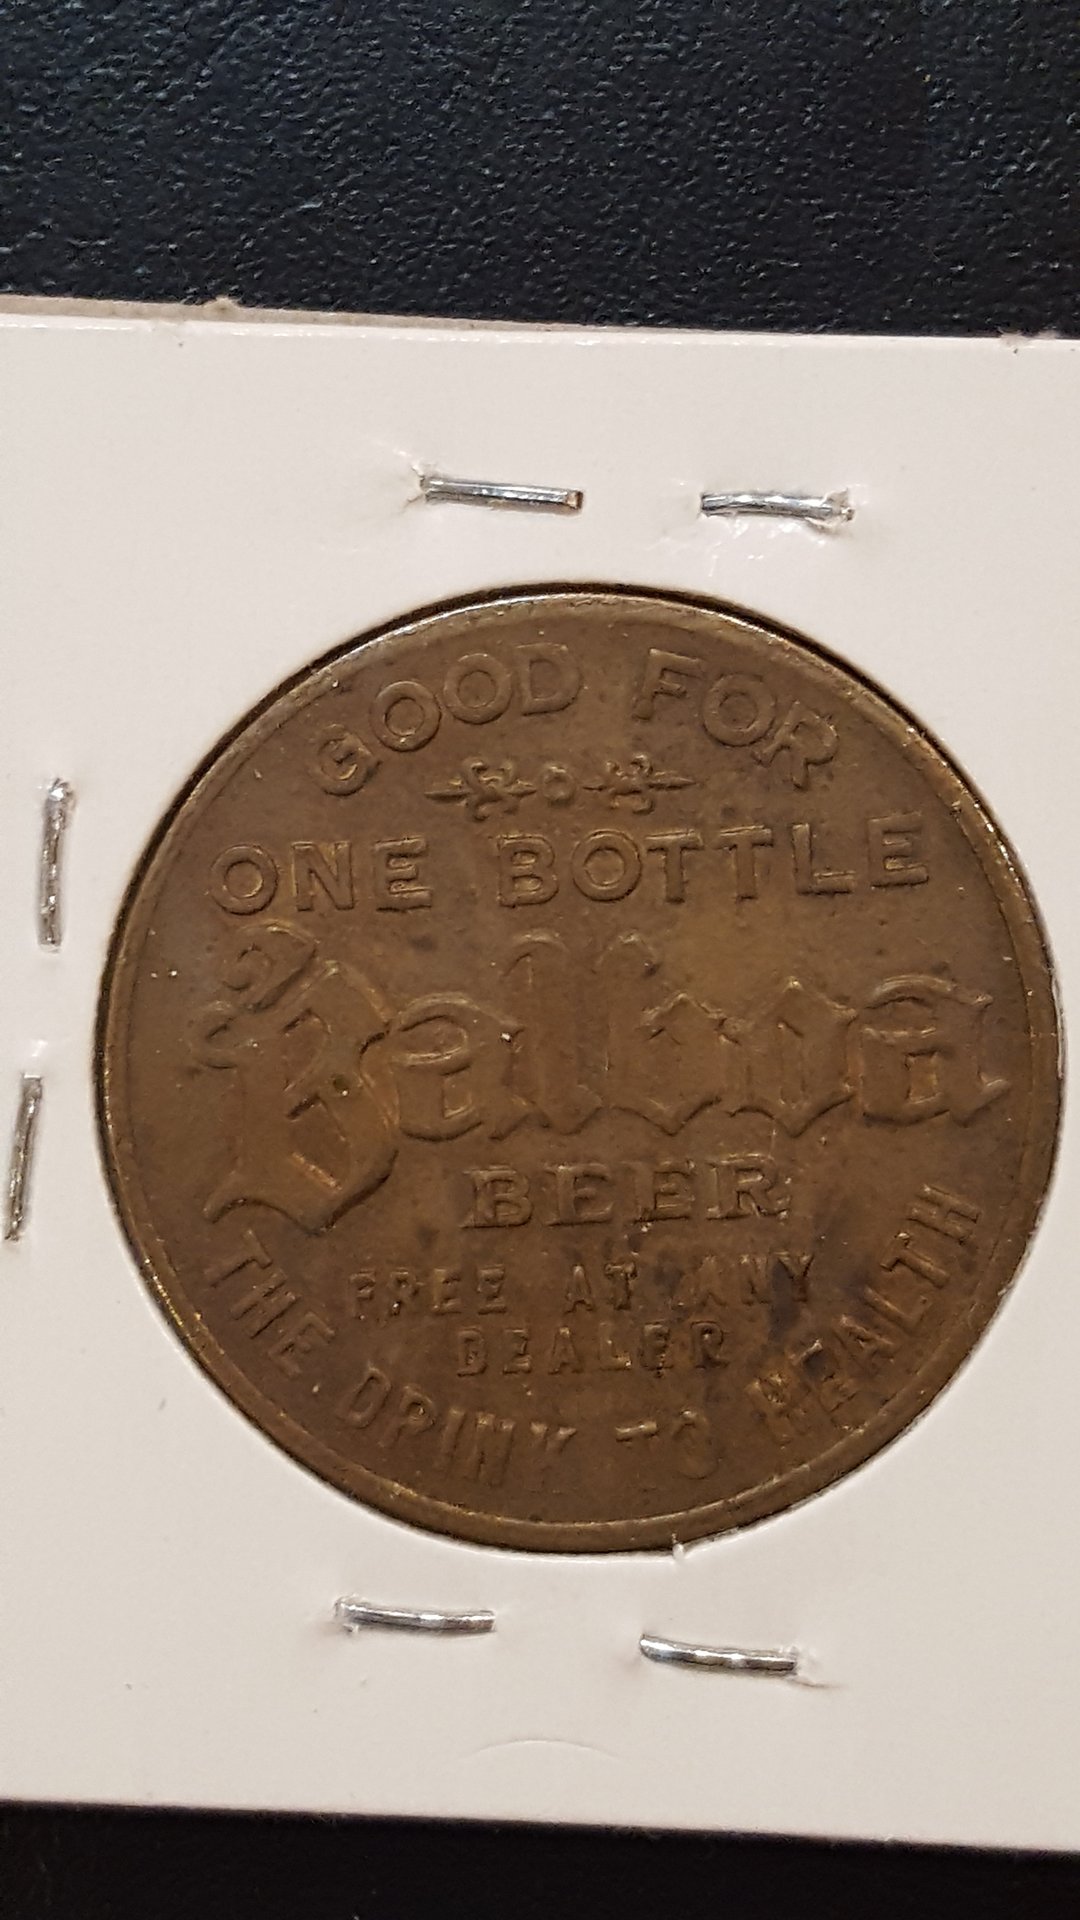 GOOD FOR
ONE BOTTLE
BEER
FREE AT ANY
DEALER
THE DRINK TO HEALTH